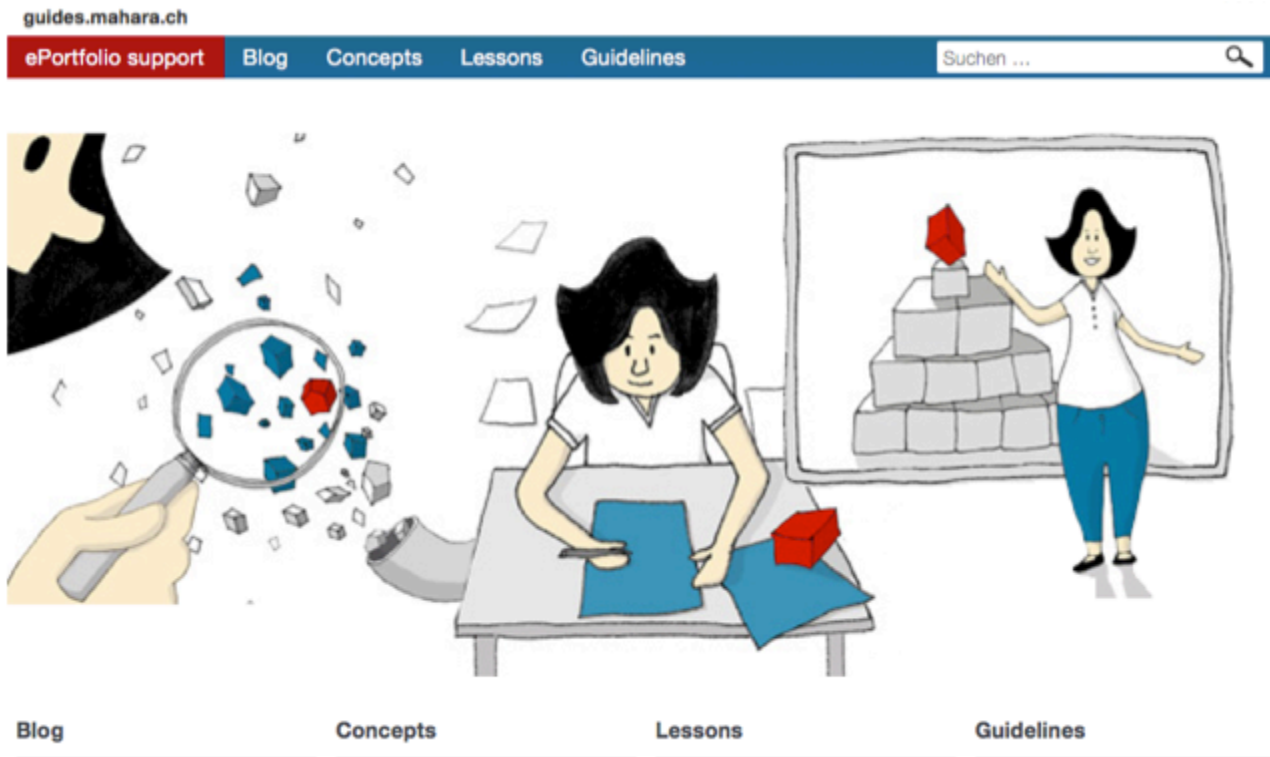 guides.mahara.ch
ePortfolio support Blog Concepts Lessons Guidelines Suchen ...
Blog Concepts Lessons Guidelines